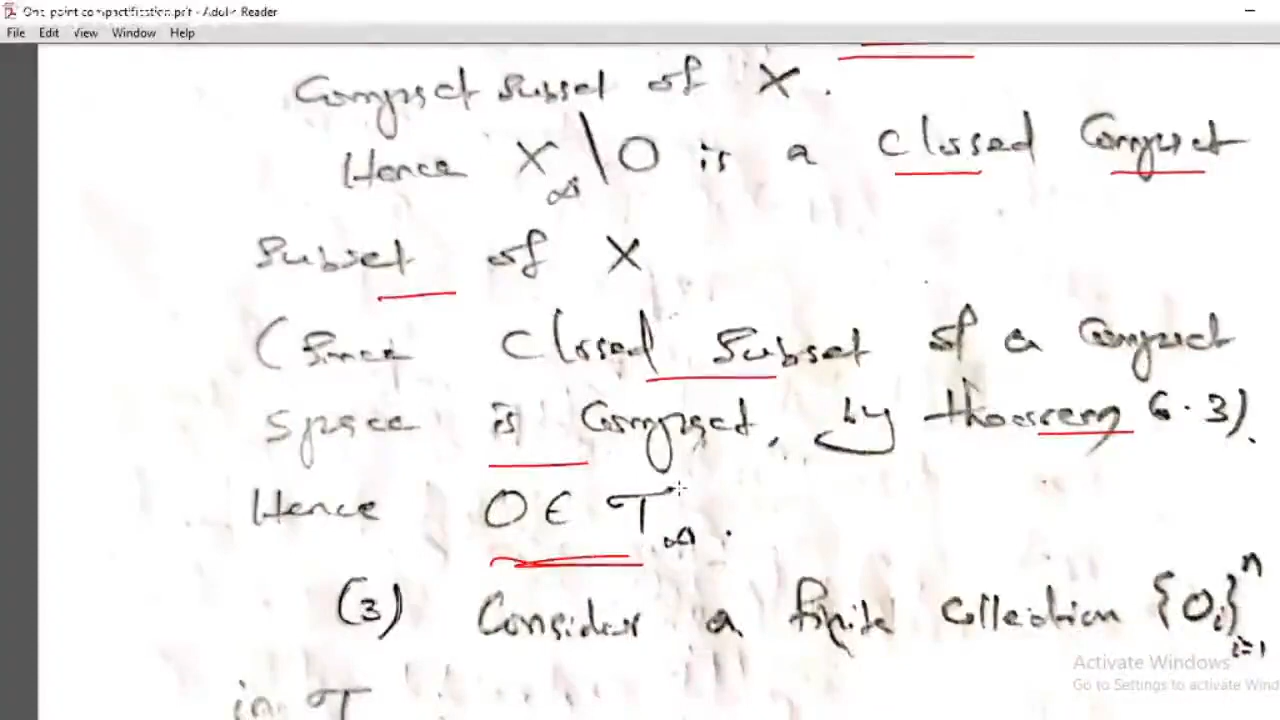 One point compactification.pdf - Adobe Reader
File Edit View Window Help
Compact subset of X.
Hence X∞\O is a closed compact
subset of X
(Since closed subset of a compact
space is compact, by theorem 6.3).
Hence O ∈ T∞.
(3) Consider a finite collection {Oi}ⁿi=1
in T
Activate Windows
Go to Settings to activate Wind